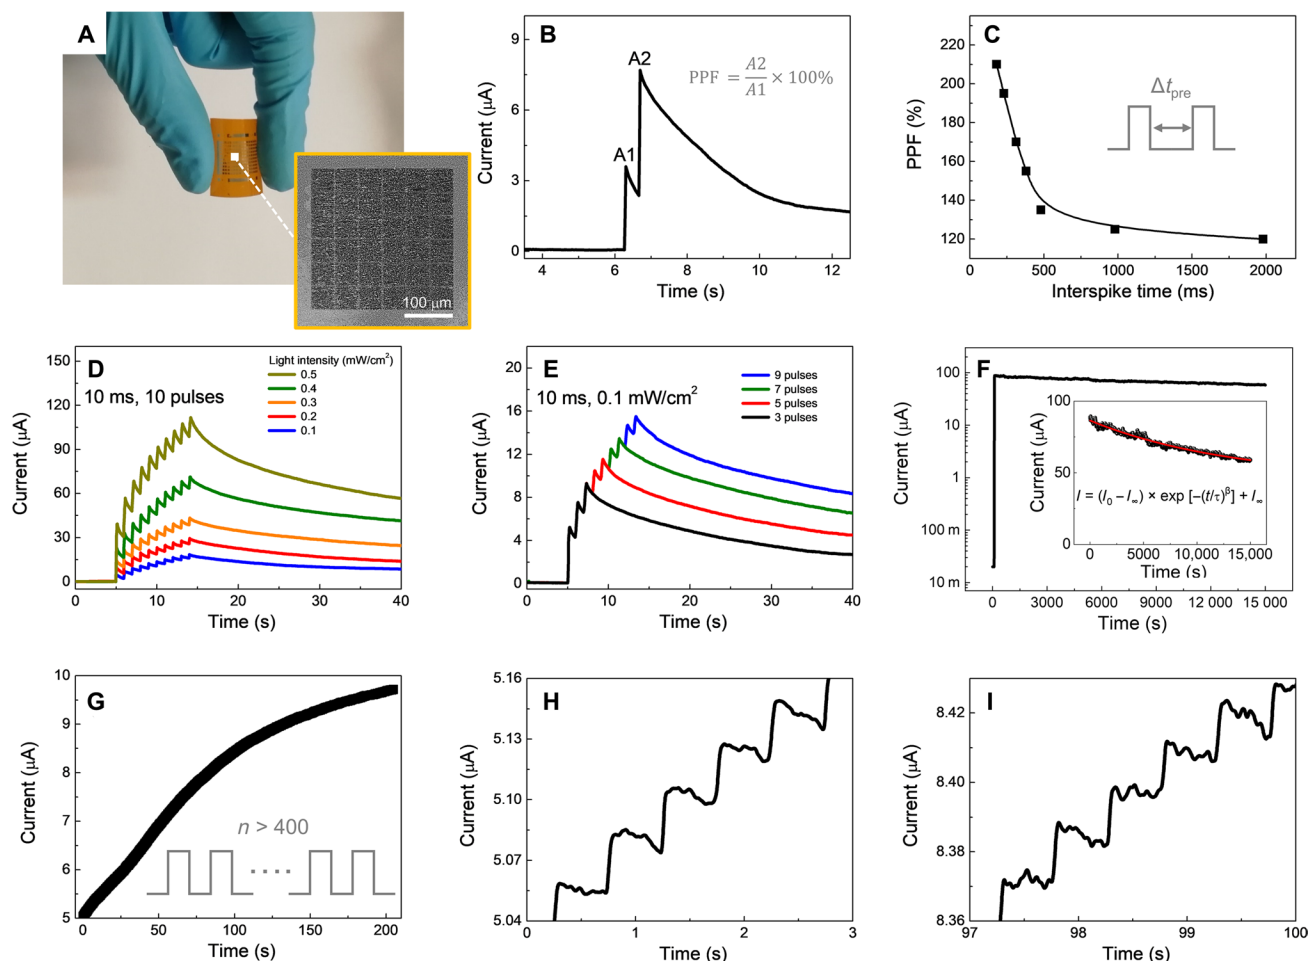 A
100 μm
B
Current (μA)
9
6
3
0
A1
A2
PPF = A2/A1 × 100%
4
6
8
10
12
Time (s)
C
PPF (%)
220
200
180
160
140
120
Δtpre
0
500
1000
1500
2000
Interspike time (ms)
D
Current (μA)
150
120
90
60
30
0
Light intensity (mW/cm²)
0.5
0.4
0.3
0.2
0.1
10 ms, 10 pulses
0
10
20
30
40
Time (s)
E
Current (μA)
20
16
12
8
4
0
10 ms, 0.1 mW/cm²
9 pulses
7 pulses
5 pulses
3 pulses
0
10
20
30
40
Time (s)
F
Current (μA)
100
10
1
100 m
10 m
Current (μA)
100
50
0
I = (I₀ – I∞) × exp [–(t/τ)^β] + I∞
0
5000
10,000
15,000
Time (s)
0
3000
6000
9000
12 000
15 000
Time (s)
G
Current (μA)
10
9
8
7
6
5
n > 400
0
50
100
150
200
Time (s)
H
Current (μA)
5.16
5.13
5.10
5.07
5.04
0
1
2
3
Time (s)
I
Current (μA)
8.42
8.40
8.38
8.36
97
98
99
100
Time (s)